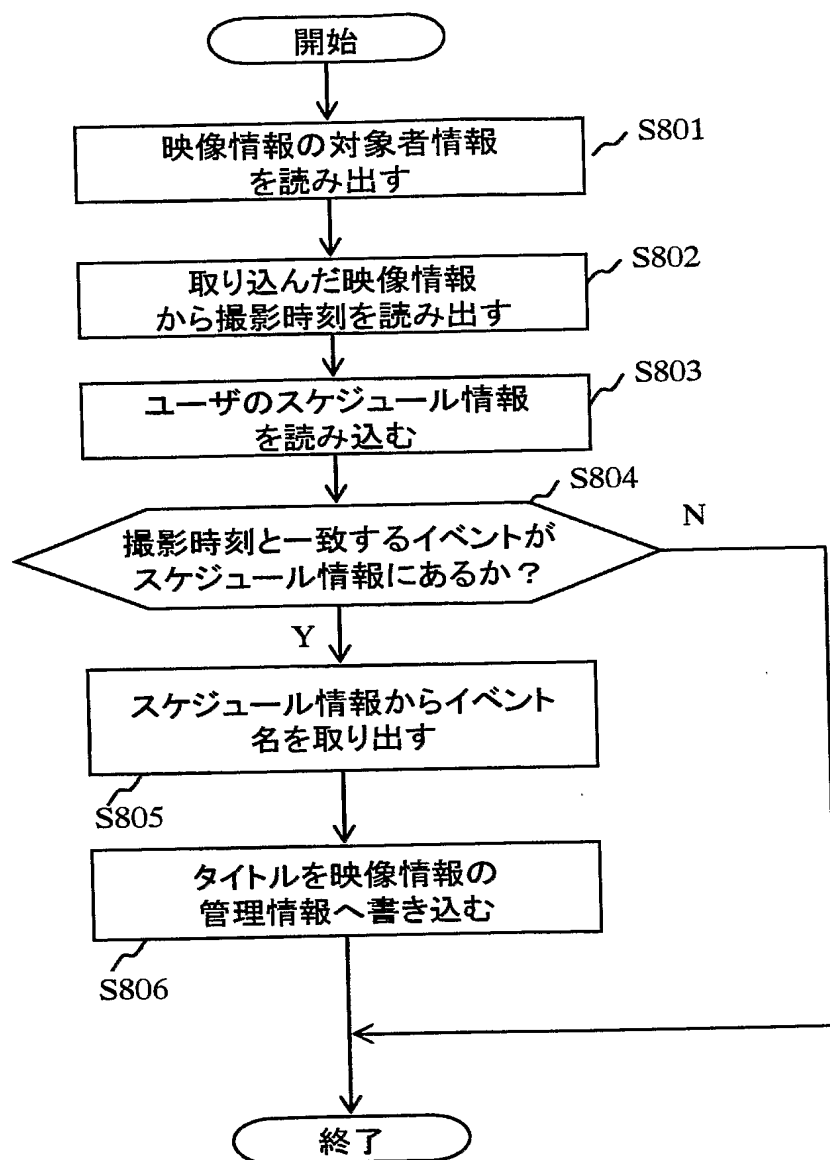 開始
映像情報の対象者情報
を読み出す
S801
取り込んだ映像情報
から撮影時刻を読み出す
S802
ユーザのスケジュール情報
を読み込む
S803
S804
撮影時刻と一致するイベントが
スケジュール情報にあるか？
N
Y
スケジュール情報からイベント
名を取り出す
S805
タイトルを映像情報の
管理情報へ書き込む
S806
終了